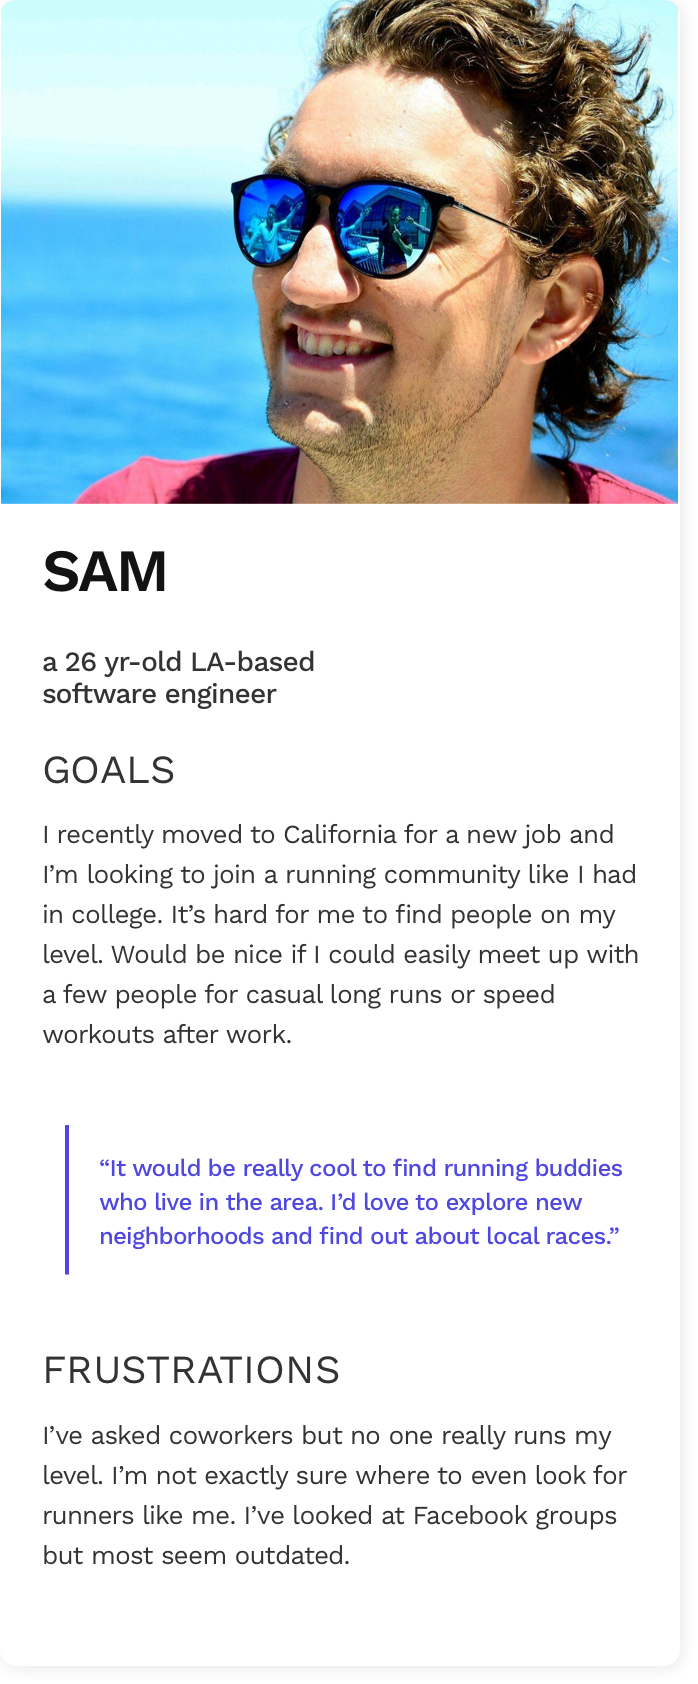 SAM
a 26 yr-old LA-based
software engineer
GOALS
I recently moved to California for a new job and
I’m looking to join a running community like I had
in college. It’s hard for me to find people on my
level. Would be nice if I could easily meet up with
a few people for casual long runs or speed
workouts after work.
“It would be really cool to find running buddies
who live in the area. I’d love to explore new
neighborhoods and find out about local races.”
FRUSTRATIONS
I’ve asked coworkers but no one really runs my
level. I’m not exactly sure where to even look for
runners like me. I’ve looked at Facebook groups
but most seem outdated.